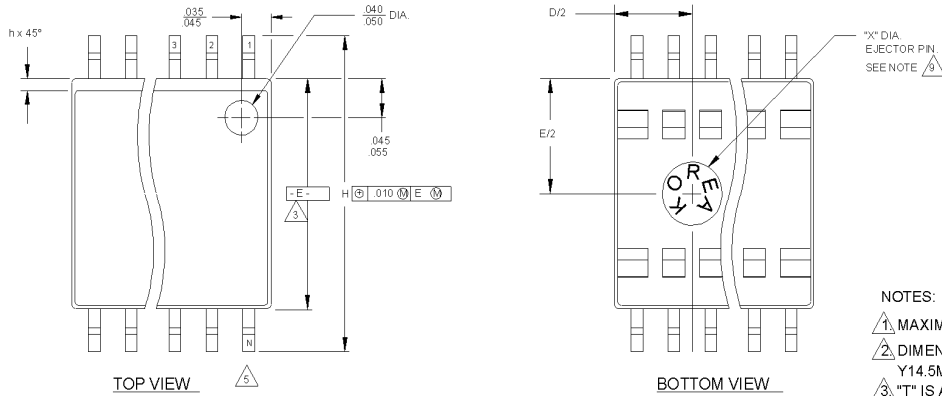 h x 45°
.035
.045
.040
.050
DIA.
3 2 1
.045
.055
-E-
3
H ⌖ .010 Ⓜ E Ⓜ
N
5
TOP VIEW
D/2
"X" DIA.
EJECTOR PIN.
SEE NOTE 9
E/2
KOREA
BOTTOM VIEW
NOTES:
1. MAXIM
2. DIMEN
Y14.5M
3. "T" IS A